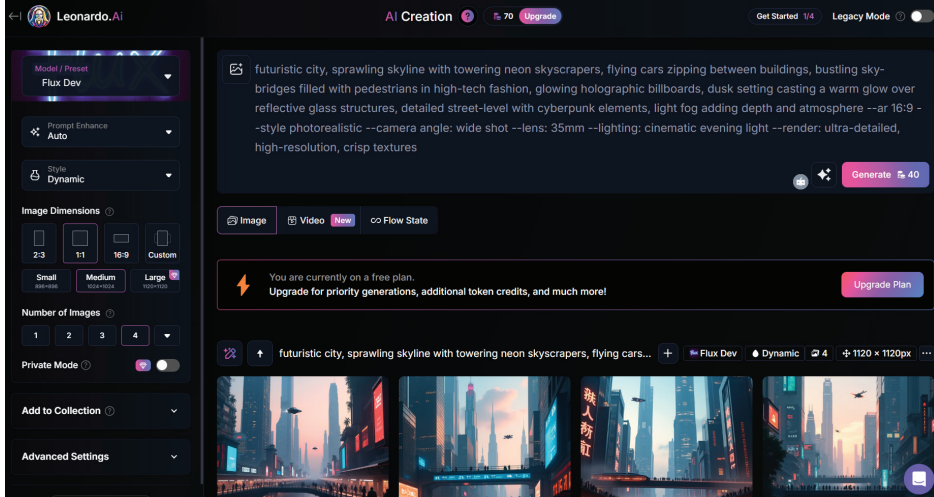 Leonardo.Ai
AI Creation ?
70 Upgrade
Get Started 1/4
Legacy Mode ?
Model / Preset
Flux Dev
Prompt Enhance
Auto
Style
Dynamic
Image Dimensions ?
2:3 1:1 16:9 Custom
Small Medium Large
896×896 1024×1024 1120×1120
Number of Images ?
1 2 3 4
Private Mode ?
Add to Collection ?
Advanced Settings
futuristic city, sprawling skyline with towering neon skyscrapers, flying cars zipping between buildings, bustling sky-
bridges filled with pedestrians in high-tech fashion, glowing holographic billboards, dusk setting casting a warm glow over
reflective glass structures, detailed street-level with cyberpunk elements, light fog adding depth and atmosphere --ar 16:9 -
-style photorealistic --camera angle: wide shot --lens: 35mm --lighting: cinematic evening light --render: ultra-detailed,
high-resolution, crisp textures
Generate 40
Image Video New Flow State
You are currently on a free plan.
Upgrade for priority generations, additional token credits, and much more!
Upgrade Plan
futuristic city, sprawling skyline with towering neon skyscrapers, flying cars... Flux Dev Dynamic 4 1120 × 1120px ...